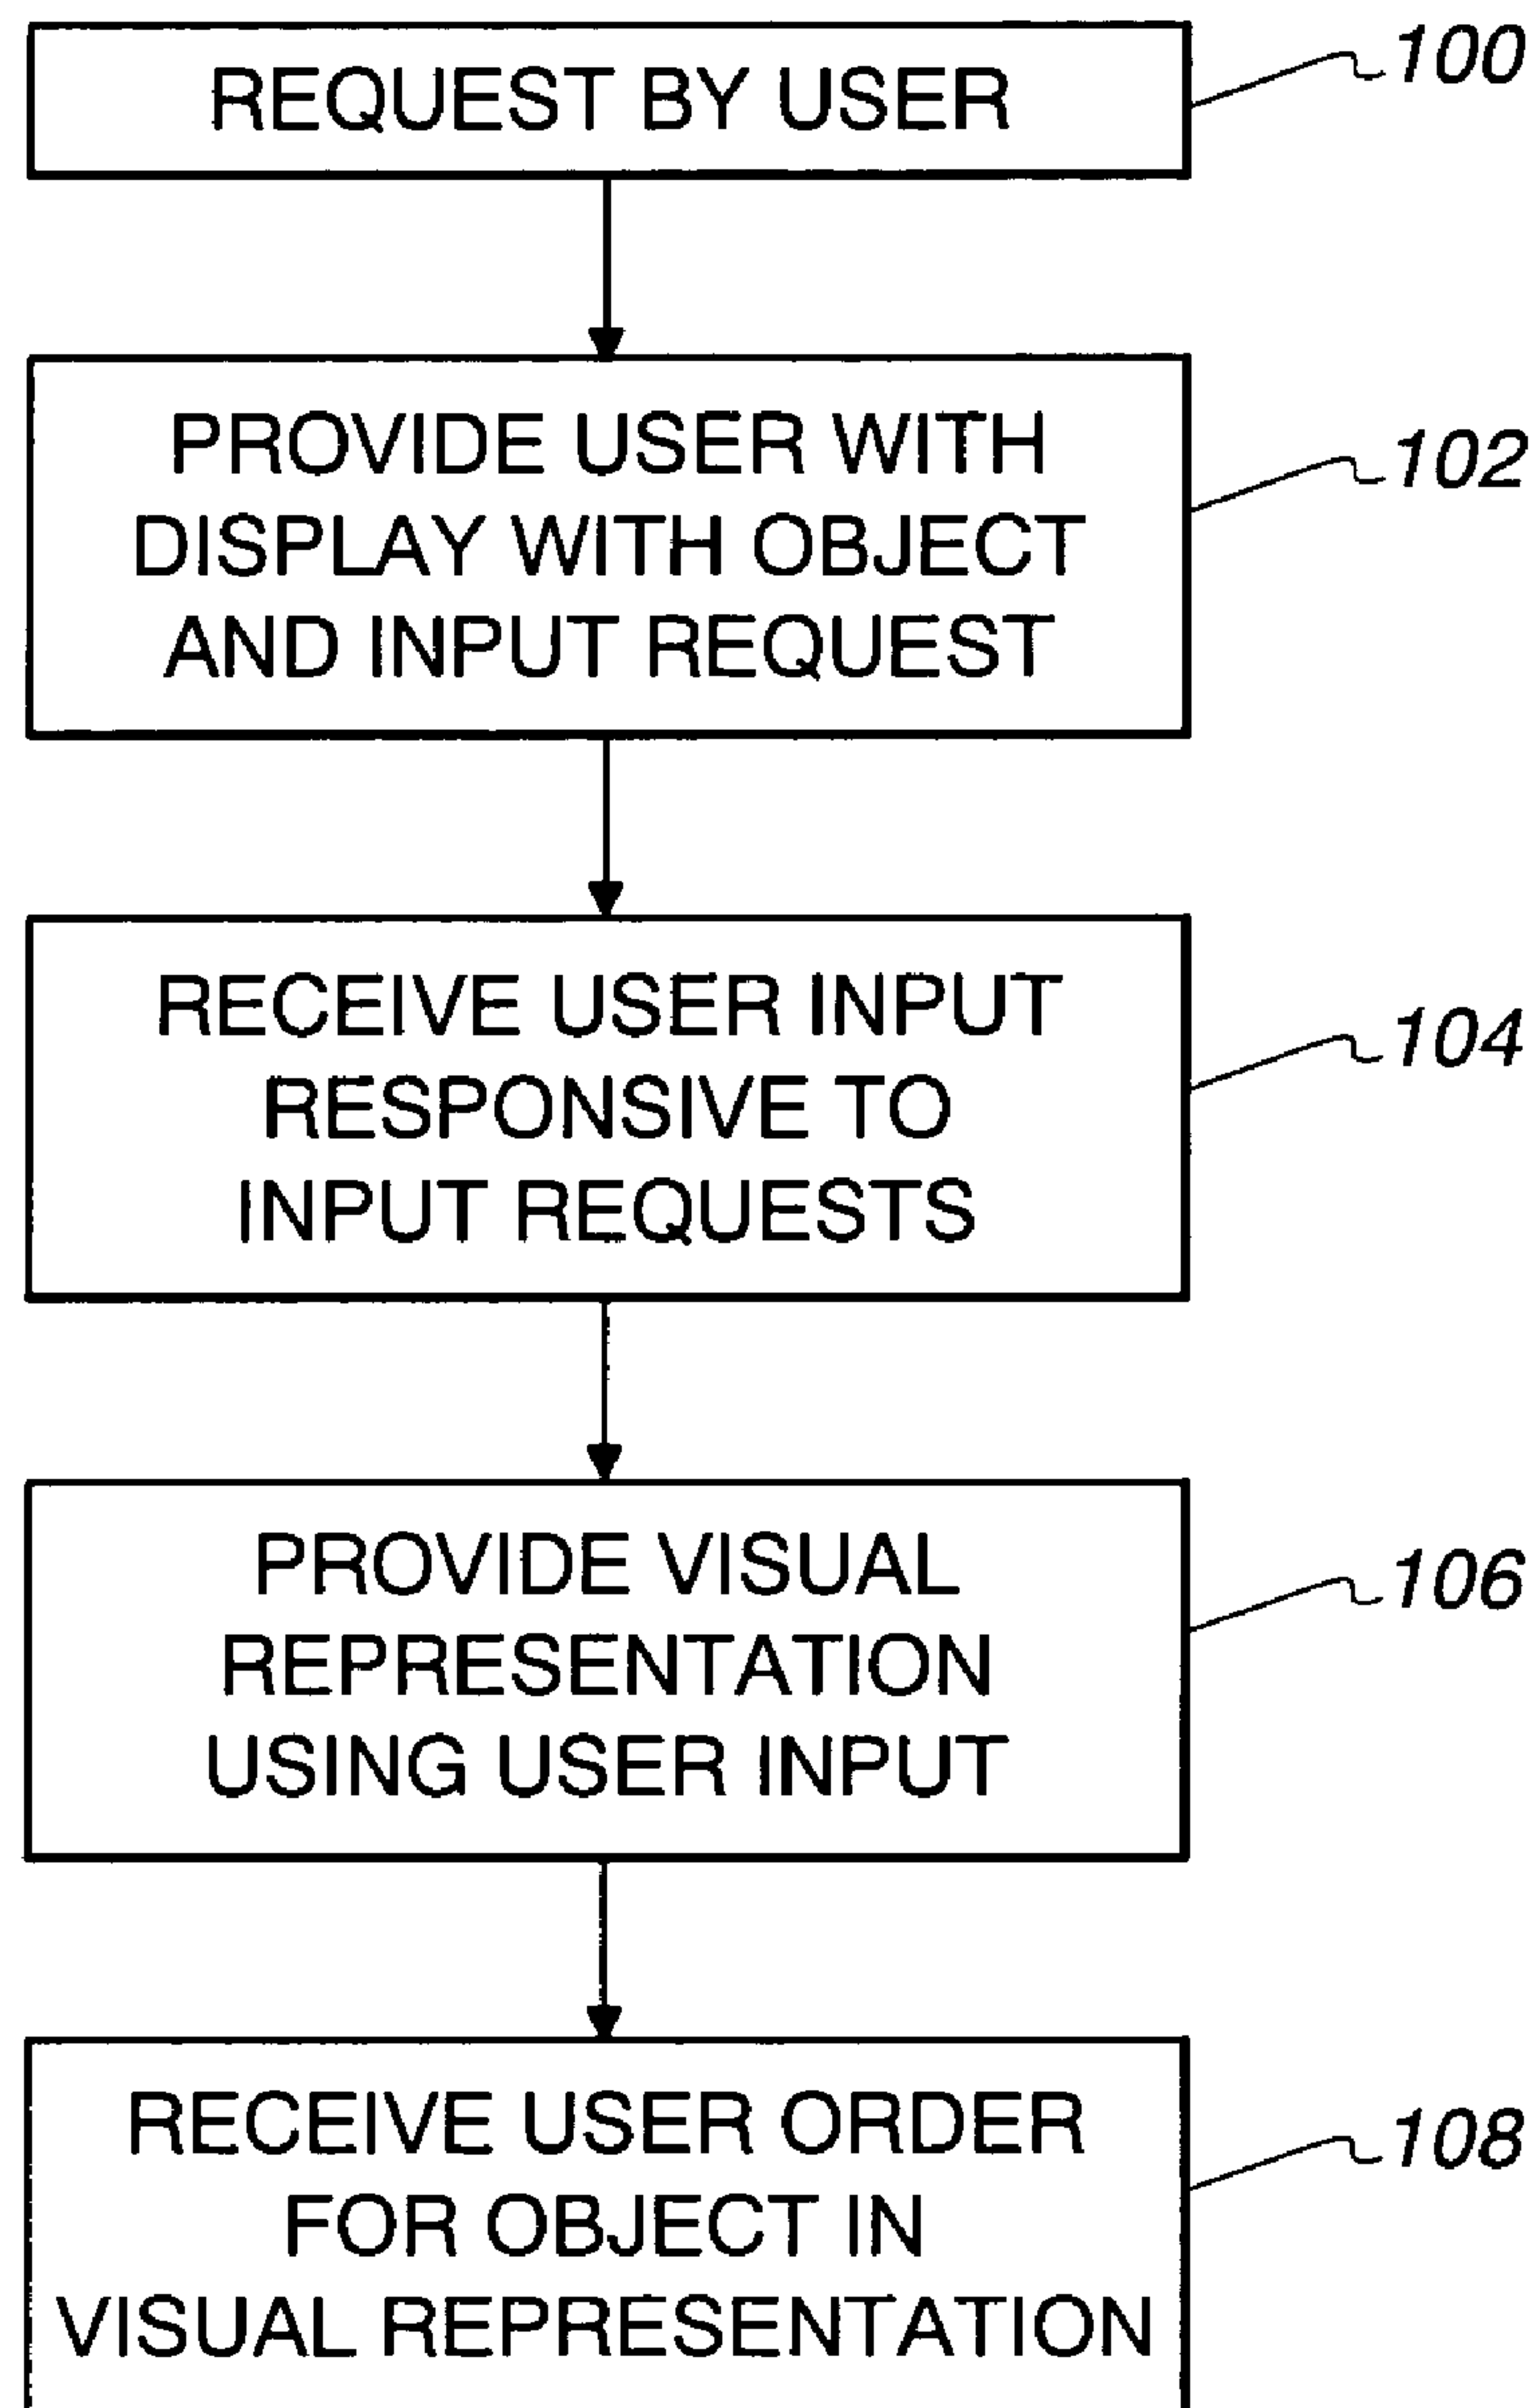 REQUEST BY USER
100
PROVIDE USER WITH
DISPLAY WITH OBJECT
AND INPUT REQUEST
102
RECEIVE USER INPUT
RESPONSIVE TO
INPUT REQUESTS
104
PROVIDE VISUAL
REPRESENTATION
USING USER INPUT
106
RECEIVE USER ORDER
FOR OBJECT IN
VISUAL REPRESENTATION
108